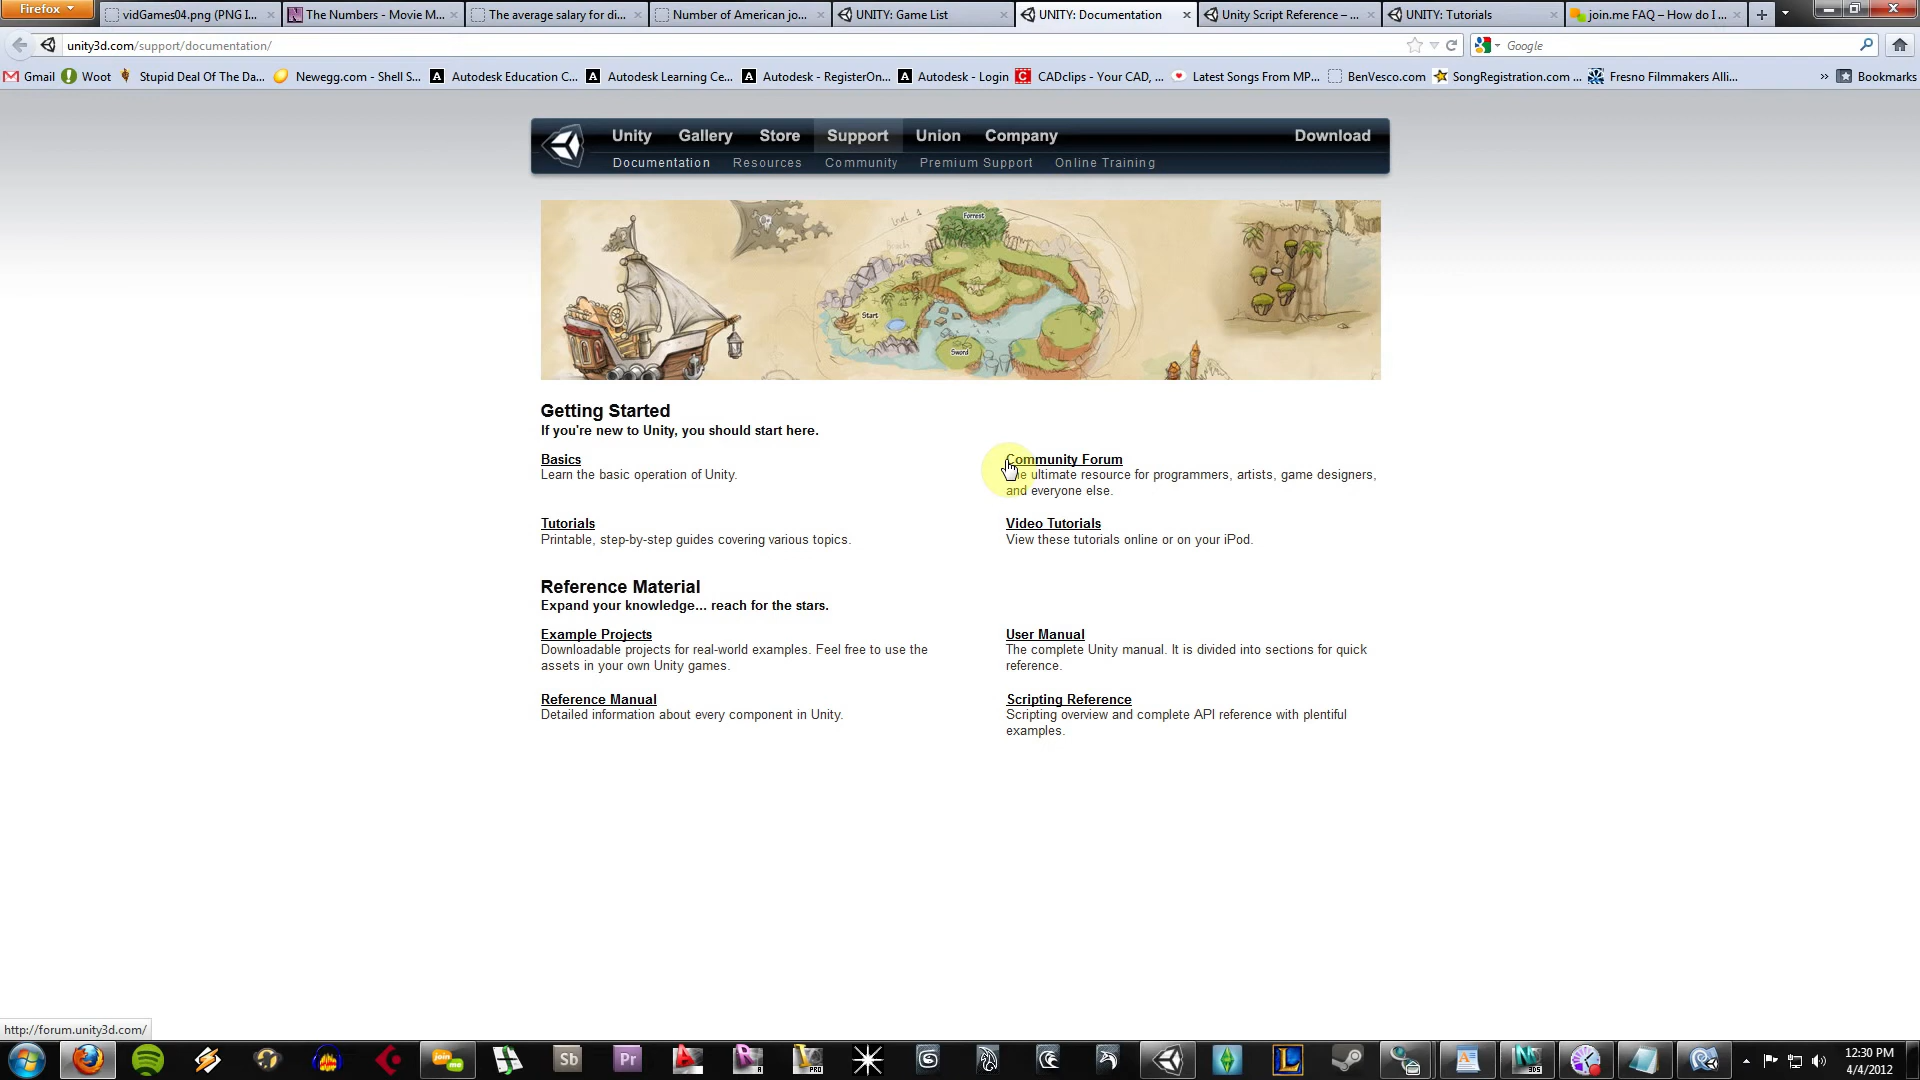 Firefox
vidGames04.png (PNG I...
The Numbers - Movie M...
The average salary for di...
Number of American jo...
UNITY: Game List
UNITY: Documentation
Unity Script Reference – ...
UNITY: Tutorials
join.me FAQ – How do I ...
unity3d.com/support/documentation/
Google
Gmail
Woot
Stupid Deal Of The Da...
Newegg.com - Shell S...
Autodesk Education C...
Autodesk Learning Ce...
Autodesk - RegisterOn...
Autodesk - Login
CADclips - Your CAD, ...
Latest Songs From MP...
BenVesco.com
SongRegistration.com ...
Fresno Filmmakers Alli...
Bookmarks
Unity Gallery Store Support Union Company Download
Documentation Resources Community Premium Support Online Training
Level 1
Forrest
Beach
Start
Sword
Getting Started
If you're new to Unity, you should start here.
Basics
Learn the basic operation of Unity.
Community Forum
The ultimate resource for programmers, artists, game designers,
and everyone else.
Tutorials
Printable, step-by-step guides covering various topics.
Video Tutorials
View these tutorials online or on your iPod.
Reference Material
Expand your knowledge... reach for the stars.
Example Projects
Downloadable projects for real-world examples. Feel free to use the
assets in your own Unity games.
User Manual
The complete Unity manual. It is divided into sections for quick
reference.
Reference Manual
Detailed information about every component in Unity.
Scripting Reference
Scripting overview and complete API reference with plentiful
examples.
http://forum.unity3d.com/
join me
Sb
Pr
PRO
L
3DS
12:30 PM
4/4/2012